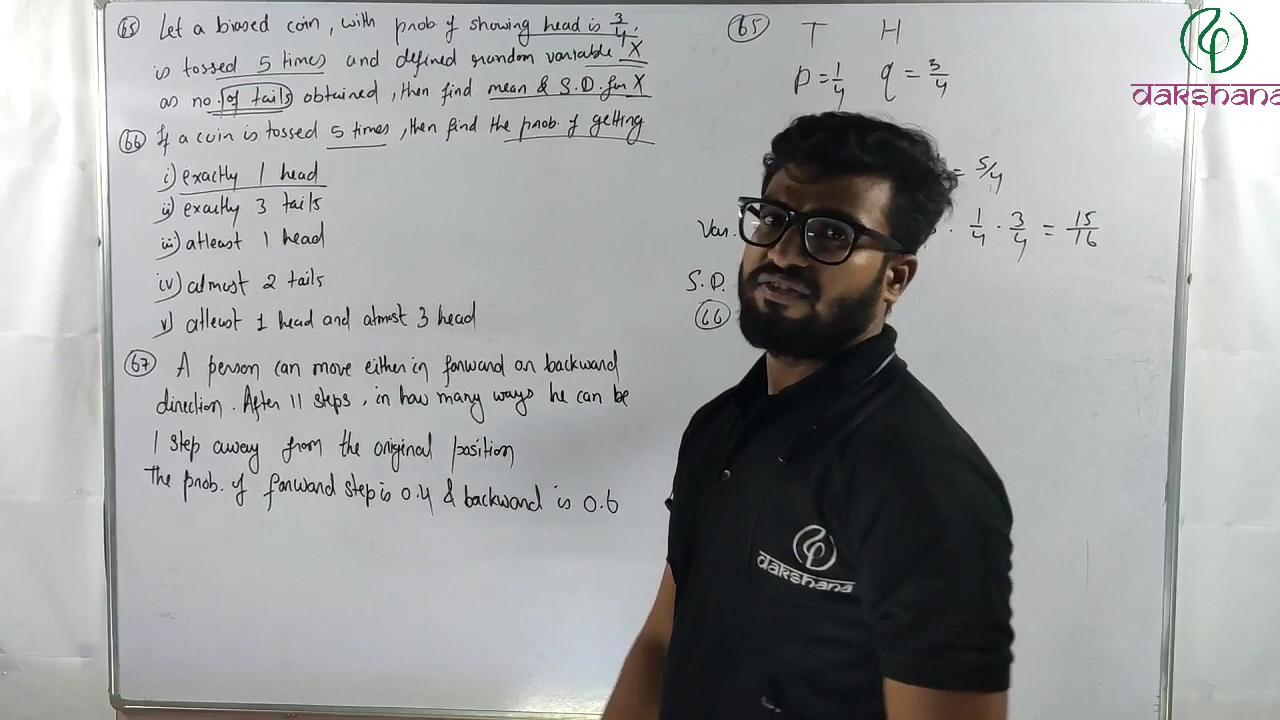 65 Let a biased coin, with prob of showing head is 3/4.
is tossed 5 times and defined random variable X
as no. of tails obtained, then find mean & S.D. for X
66 If a coin is tossed 5 times, then find the prob. of getting
i) exactly 1 head
ii) exactly 3 tails
iii) atleast 1 head
iv) atmost 2 tails
v) atleast 1 head and atmost 3 head
67 A person can move either in forward or backward
direction. After 11 steps, in how many ways he can be
1 step away from the original position
The prob. of forward step is 0.4 & backward is 0.6
65 T H
p = 1/4 q = 3/4
= 5/4
Var. · 1/4 · 3/4 = 15/16
S.D.
66
dakshana
dakshana